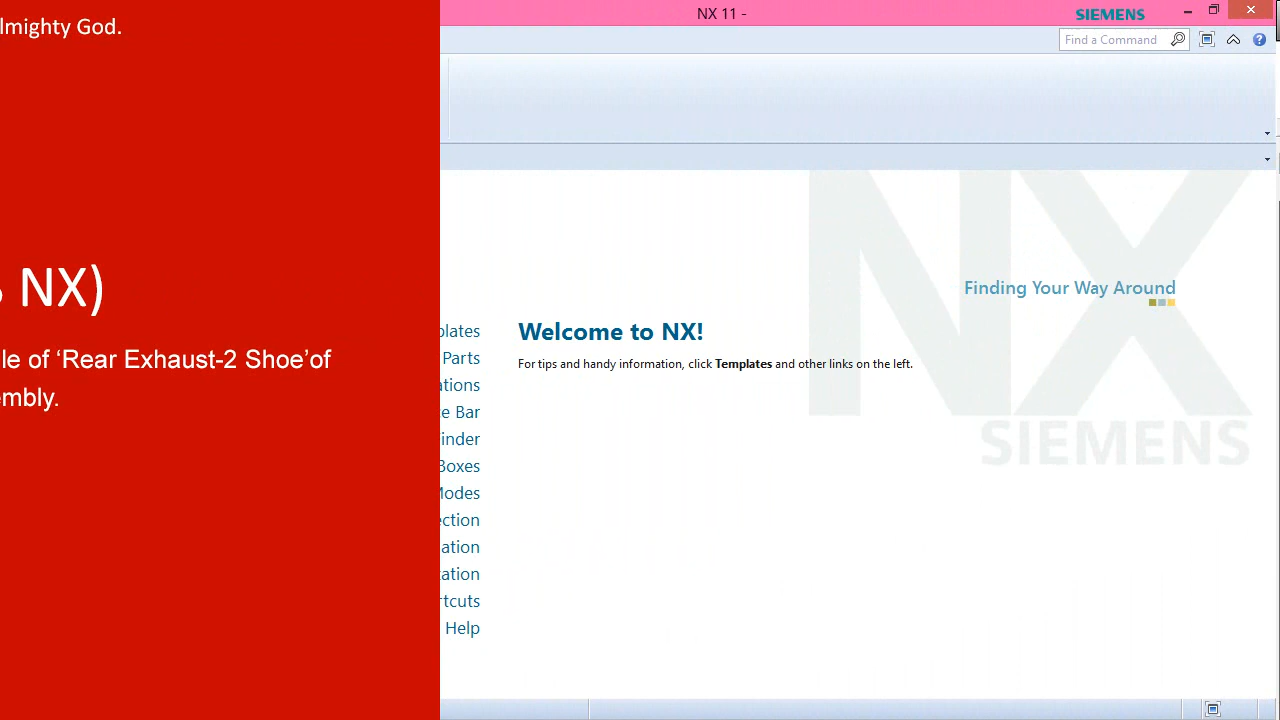 lmighty God.
NX)
le of ‘Rear Exhaust-2 Shoe’of
mbly.
NX 11 -
SIEMENS
Find a Command
Finding Your Way Around
plates
Parts
ations
e Bar
inder
Boxes
Modes
ection
ation
tation
rtcuts
Help
Welcome to NX!
For tips and handy information, click Templates and other links on the left.
NX
SIEMENS